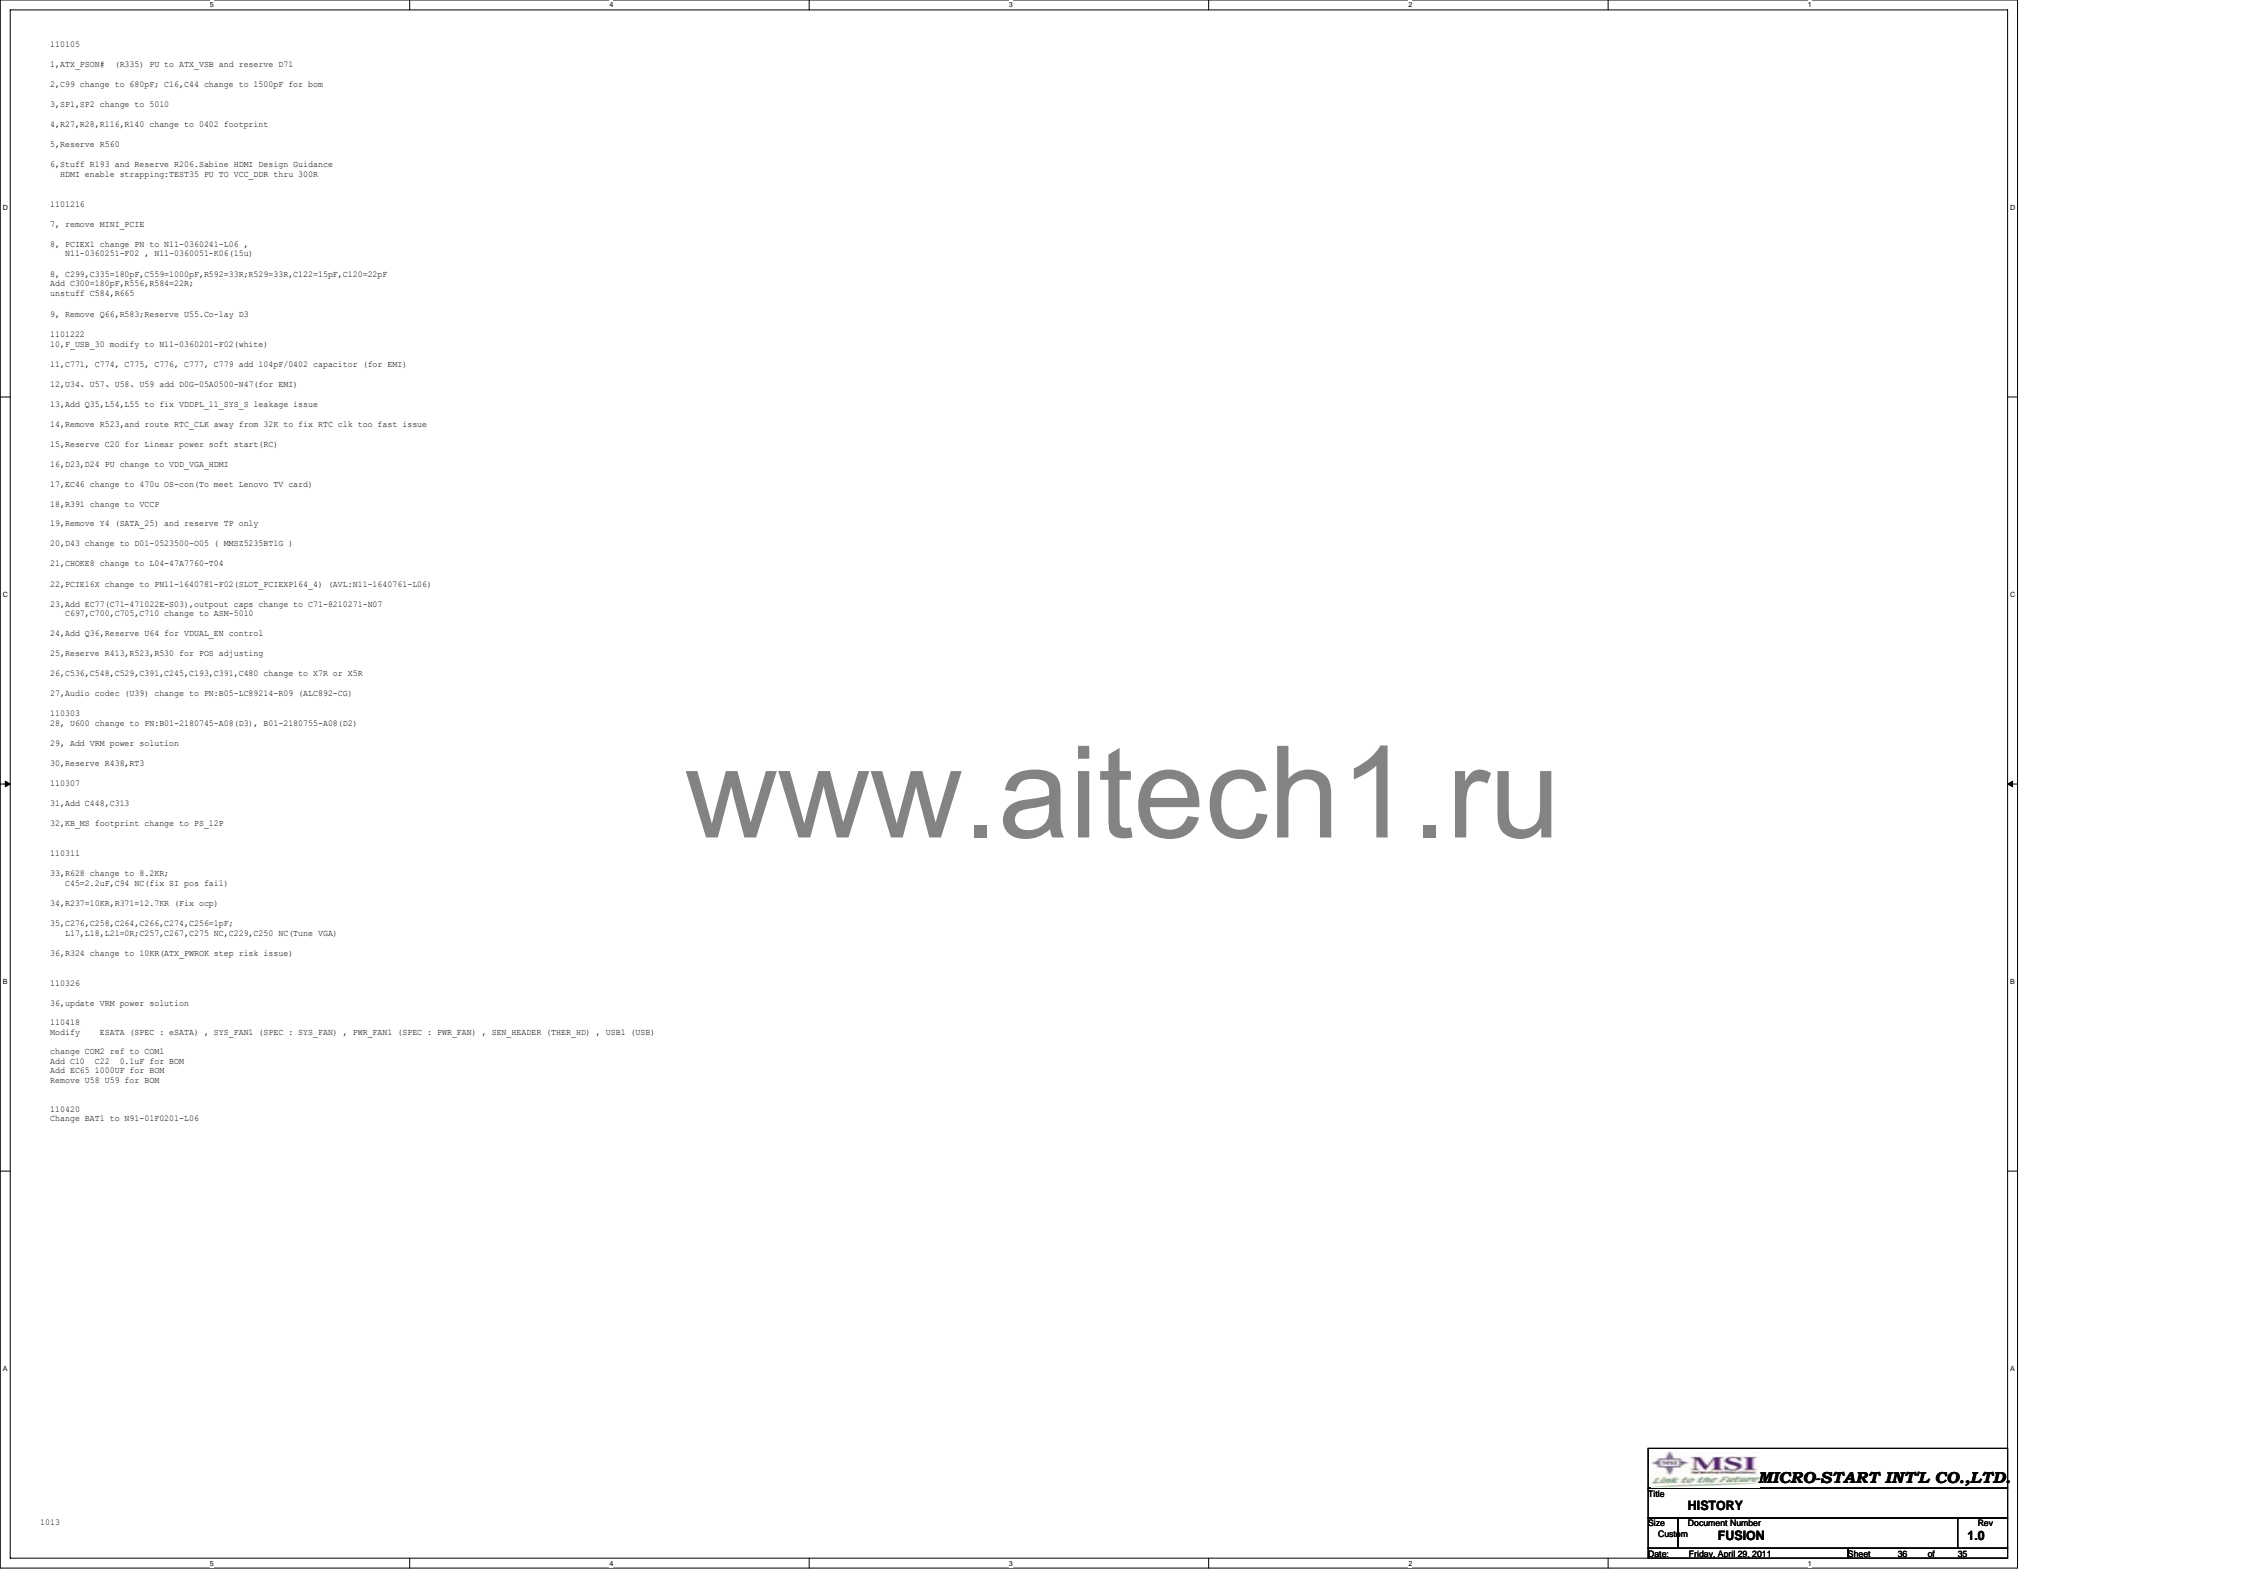 5 4 3 2 1
110105
1,ATX_PSON#  (R335) PU to ATX_VSB and reserve D71
2,C99 change to 680pF; C16,C44 change to 1500pF for bom
3,SP1,SP2 change to 5010
4,R27,R28,R116,R140 change to 0402 footprint
5,Reserve R560
6,Stuff R193 and Reserve R206.Sabine HDMI Design Guidance
HDMI enable strapping:TEST35 PU TO VCC_DDR thru 300R
1101216
D D
7, remove MINI_PCIE
8, PCIEX1 change PN to N11-0360241-L06 ,
N11-0360251-F02 , N11-0360051-K06(15u)
8, C299,C335=180pF,C559=1000pF,R592=33R;R529=33R,C122=15pF,C120=22pF
Add C300=180pF,R556,R584=22R;
unstuff C584,R665
9, Remove Q66,R583;Reserve U55.Co-lay D3
1101222
10,F_USB_30 modify to N11-0360201-F02(white)
11,C771, C774, C775, C776, C777, C779 add 104pF/0402 capacitor (for EMI)
12,U34、U57、U58、U59 add D0G-05A0500-N47(for EMI)
13,Add Q35,L54,L55 to fix VDDPL_11_SYS_S leakage issue
14,Remove R523,and route RTC_CLK away from 32K to fix RTC clk too fast issue
15,Reserve C20 for Linear power soft start(RC)
16,D23,D24 PU change to VDD_VGA_HDMI
17,EC46 change to 470u OS-con(To meet Lenovo TV card)
18,R391 change to VCCP
19,Remove Y4 (SATA_25) and reserve TP only
20,D43 change to D01-0523500-O05 ( MMSZ5235BT1G )
21,CHOKE8 change to L04-47A7760-T04
22,PCIE16X change to PN11-1640781-F02(SLOT_PCIEXP164_4) (AVL:N11-1640761-L06)
C C
23,Add EC77(C71-471022E-S03),outpout caps change to C71-8210271-N07
C697,C700,C705,C710 change to ASM-5010
24,Add Q36,Reserve U64 for VDUAL_EN control
25,Reserve R413,R523,R530 for POS adjusting
26,C536,C548,C529,C391,C245,C193,C391,C480 change to X7R or X5R
27,Audio codec (U39) change to PN:B05-LC89214-R09 (ALC892-CG)
110303
28, U600 change to PN:B01-2180745-A08(D3), B01-2180755-A08(D2)
29, Add VRM power solution
30,Reserve R438,RT3
110307
31,Add C448,C313
32,KB_MS footprint change to PS_12P
www.aitech1.ru
110311
33,R628 change to 8.2KR;
C45=2.2uF,C94 NC(fix SI pos fail)
34,R237=10KR,R371=12.7KR (Fix ocp)
35,C276,C258,C264,C266,C274,C256=1pF;
L17,L18,L21=0R;C257,C267,C275 NC,C229,C250 NC(Tune VGA)
36,R324 change to 10KR(ATX_PWROK step risk issue)
B B
110326
36,update VRM power solution
110418
Modify    ESATA (SPEC : eSATA) , SYS_FAN1 (SPEC : SYS_FAN) , PWR_FAN1 (SPEC : PWR_FAN) , SEN_HEADER (THER_HD) , USB1 (USB)
change COM2 ref to COM1
Add C10  C22  0.1uF for BOM
Add EC65 1000UF for BOM
Remove U58 U59 for BOM
110420
Change BAT1 to N91-01F0201-L06
A A
MSI
Link to the Future
MICRO-START INT'L CO.,LTD.
Title
HISTORY
Size Document Number Rev
Custom FUSION 1.0
Date: Friday, April 29, 2011 Sheet 36 of 35
1013
5 4 3 2 1